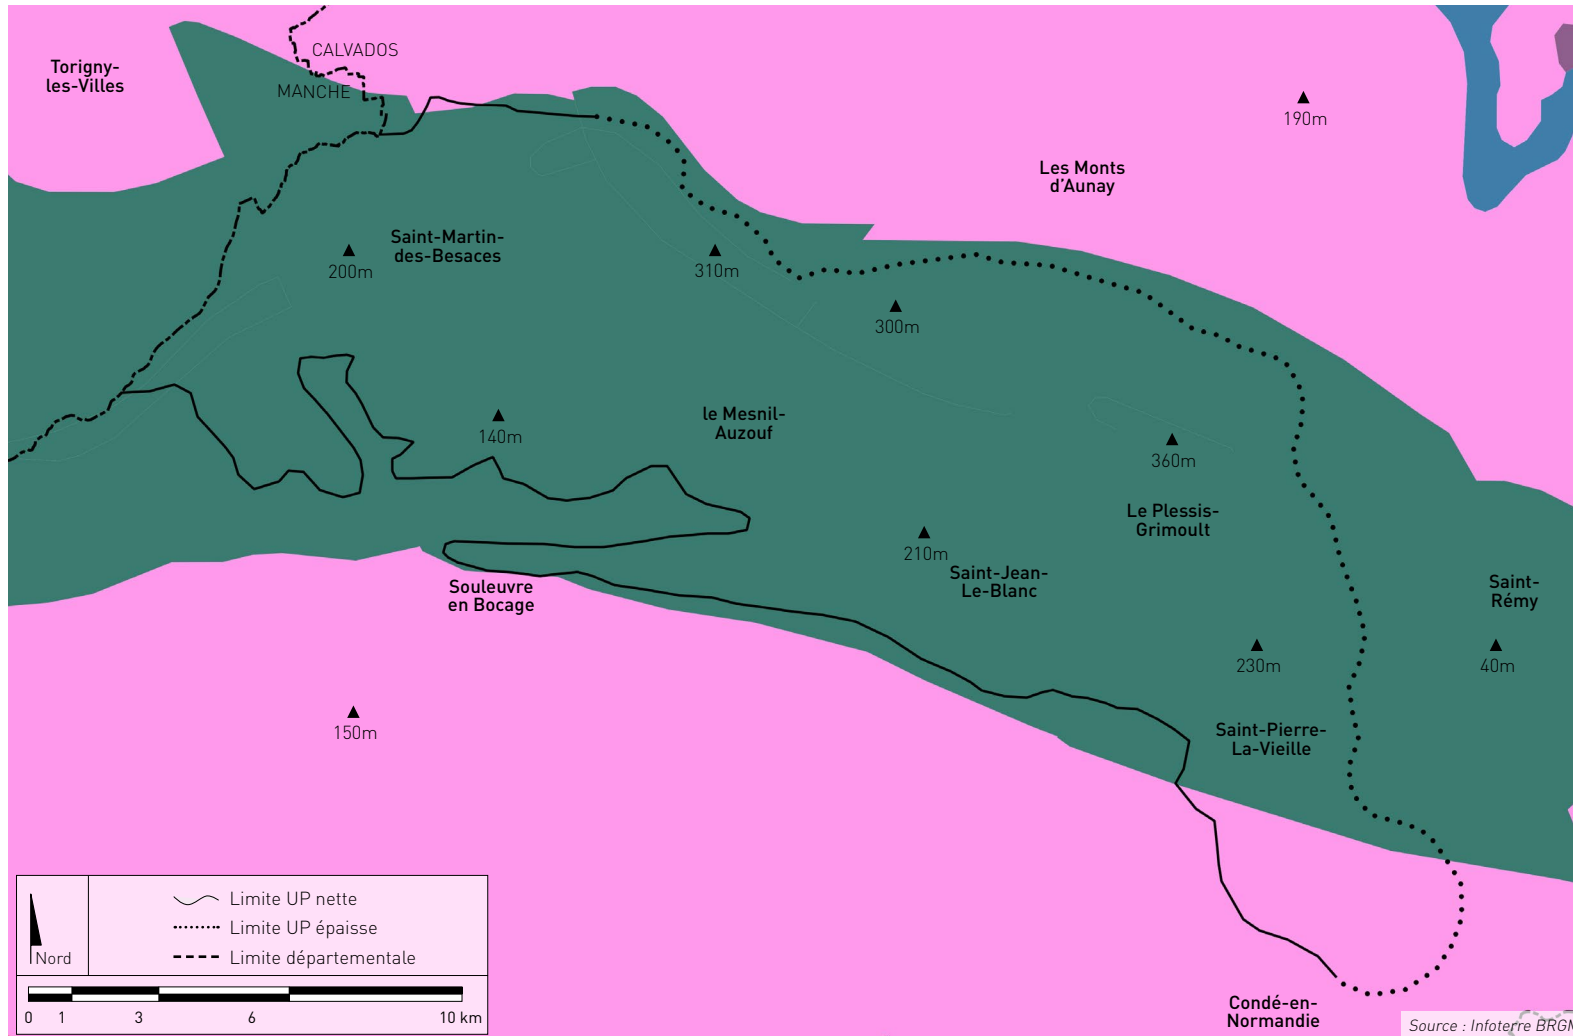 CALVADOS
MANCHE
Torigny-
les-Villes
190m
Les Monts
d'Aunay
Saint-Martin-
des-Besaces
200m
310m
300m
le Mesnil-
Auzouf
140m
360m
Le Plessis-
Grimoult
210m
Saint-Jean-
Le-Blanc
Souleuvre
en Bocage
Saint-
Rémy
230m
40m
150m
Saint-Pierre-
La-Vieille
Condé-en-
Normandie
Nord
Limite UP nette
Limite UP épaisse
Limite départementale
0 1 3 6 10 km
Source : Infoterre BRGM